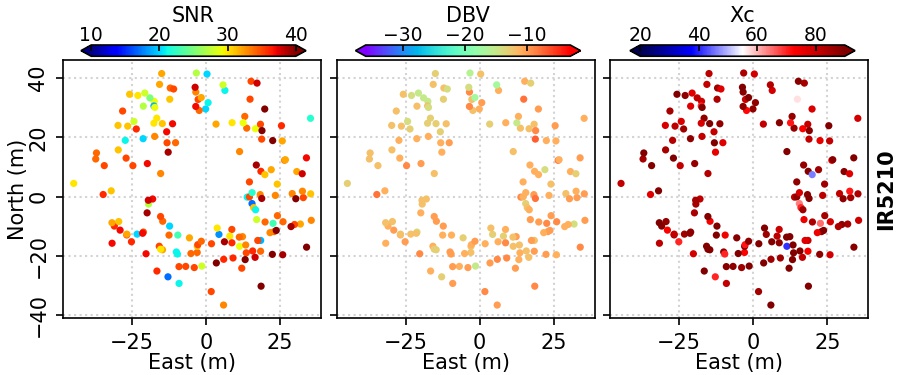 SNR DBV Xc
10 20 30 40 −30 −20 −10 20 40 60 80
40
20
0
−20
−40
North (m)
IR5210
−25 0 25 −25 0 25 −25 0 25
East (m) East (m) East (m)